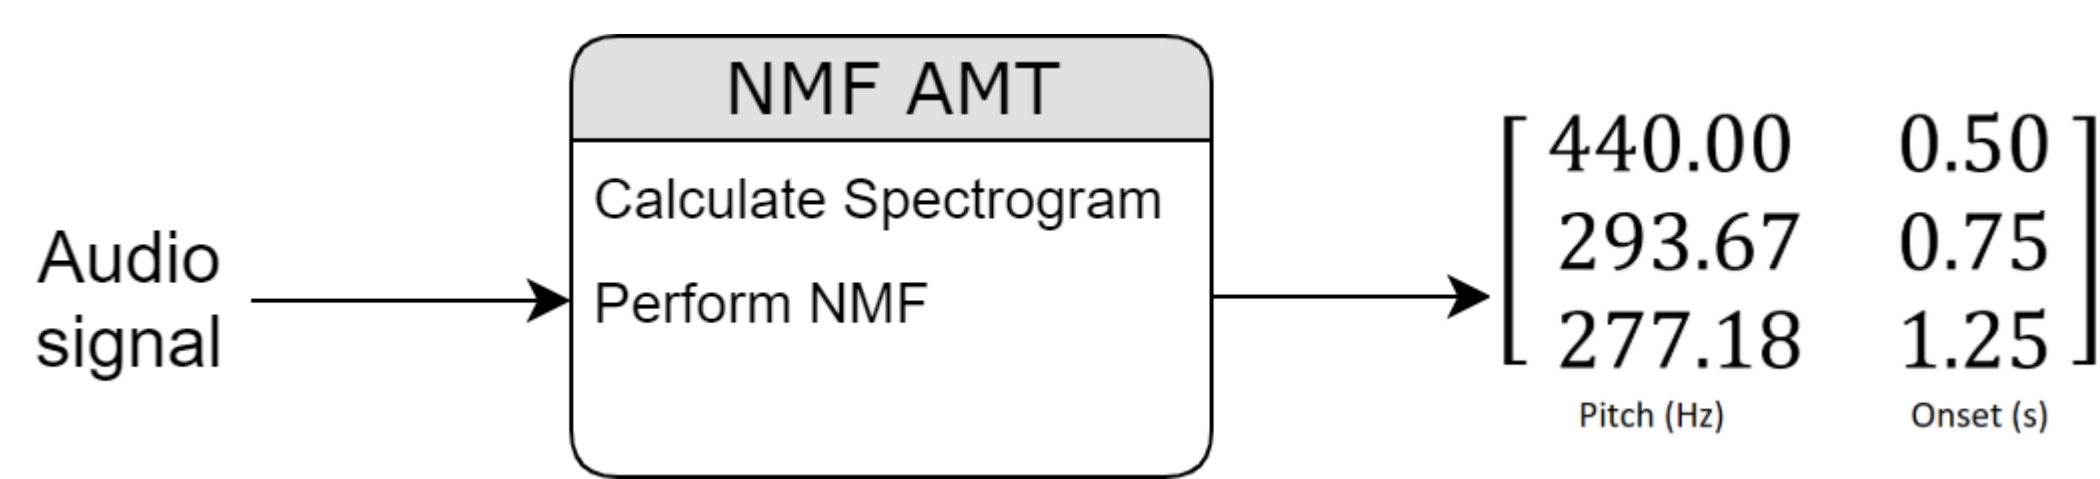 Audio
signal
NMF AMT
Calculate Spectrogram
Perform NMF
440.00 0.50
293.67 0.75
277.18 1.25
Pitch (Hz) Onset (s)